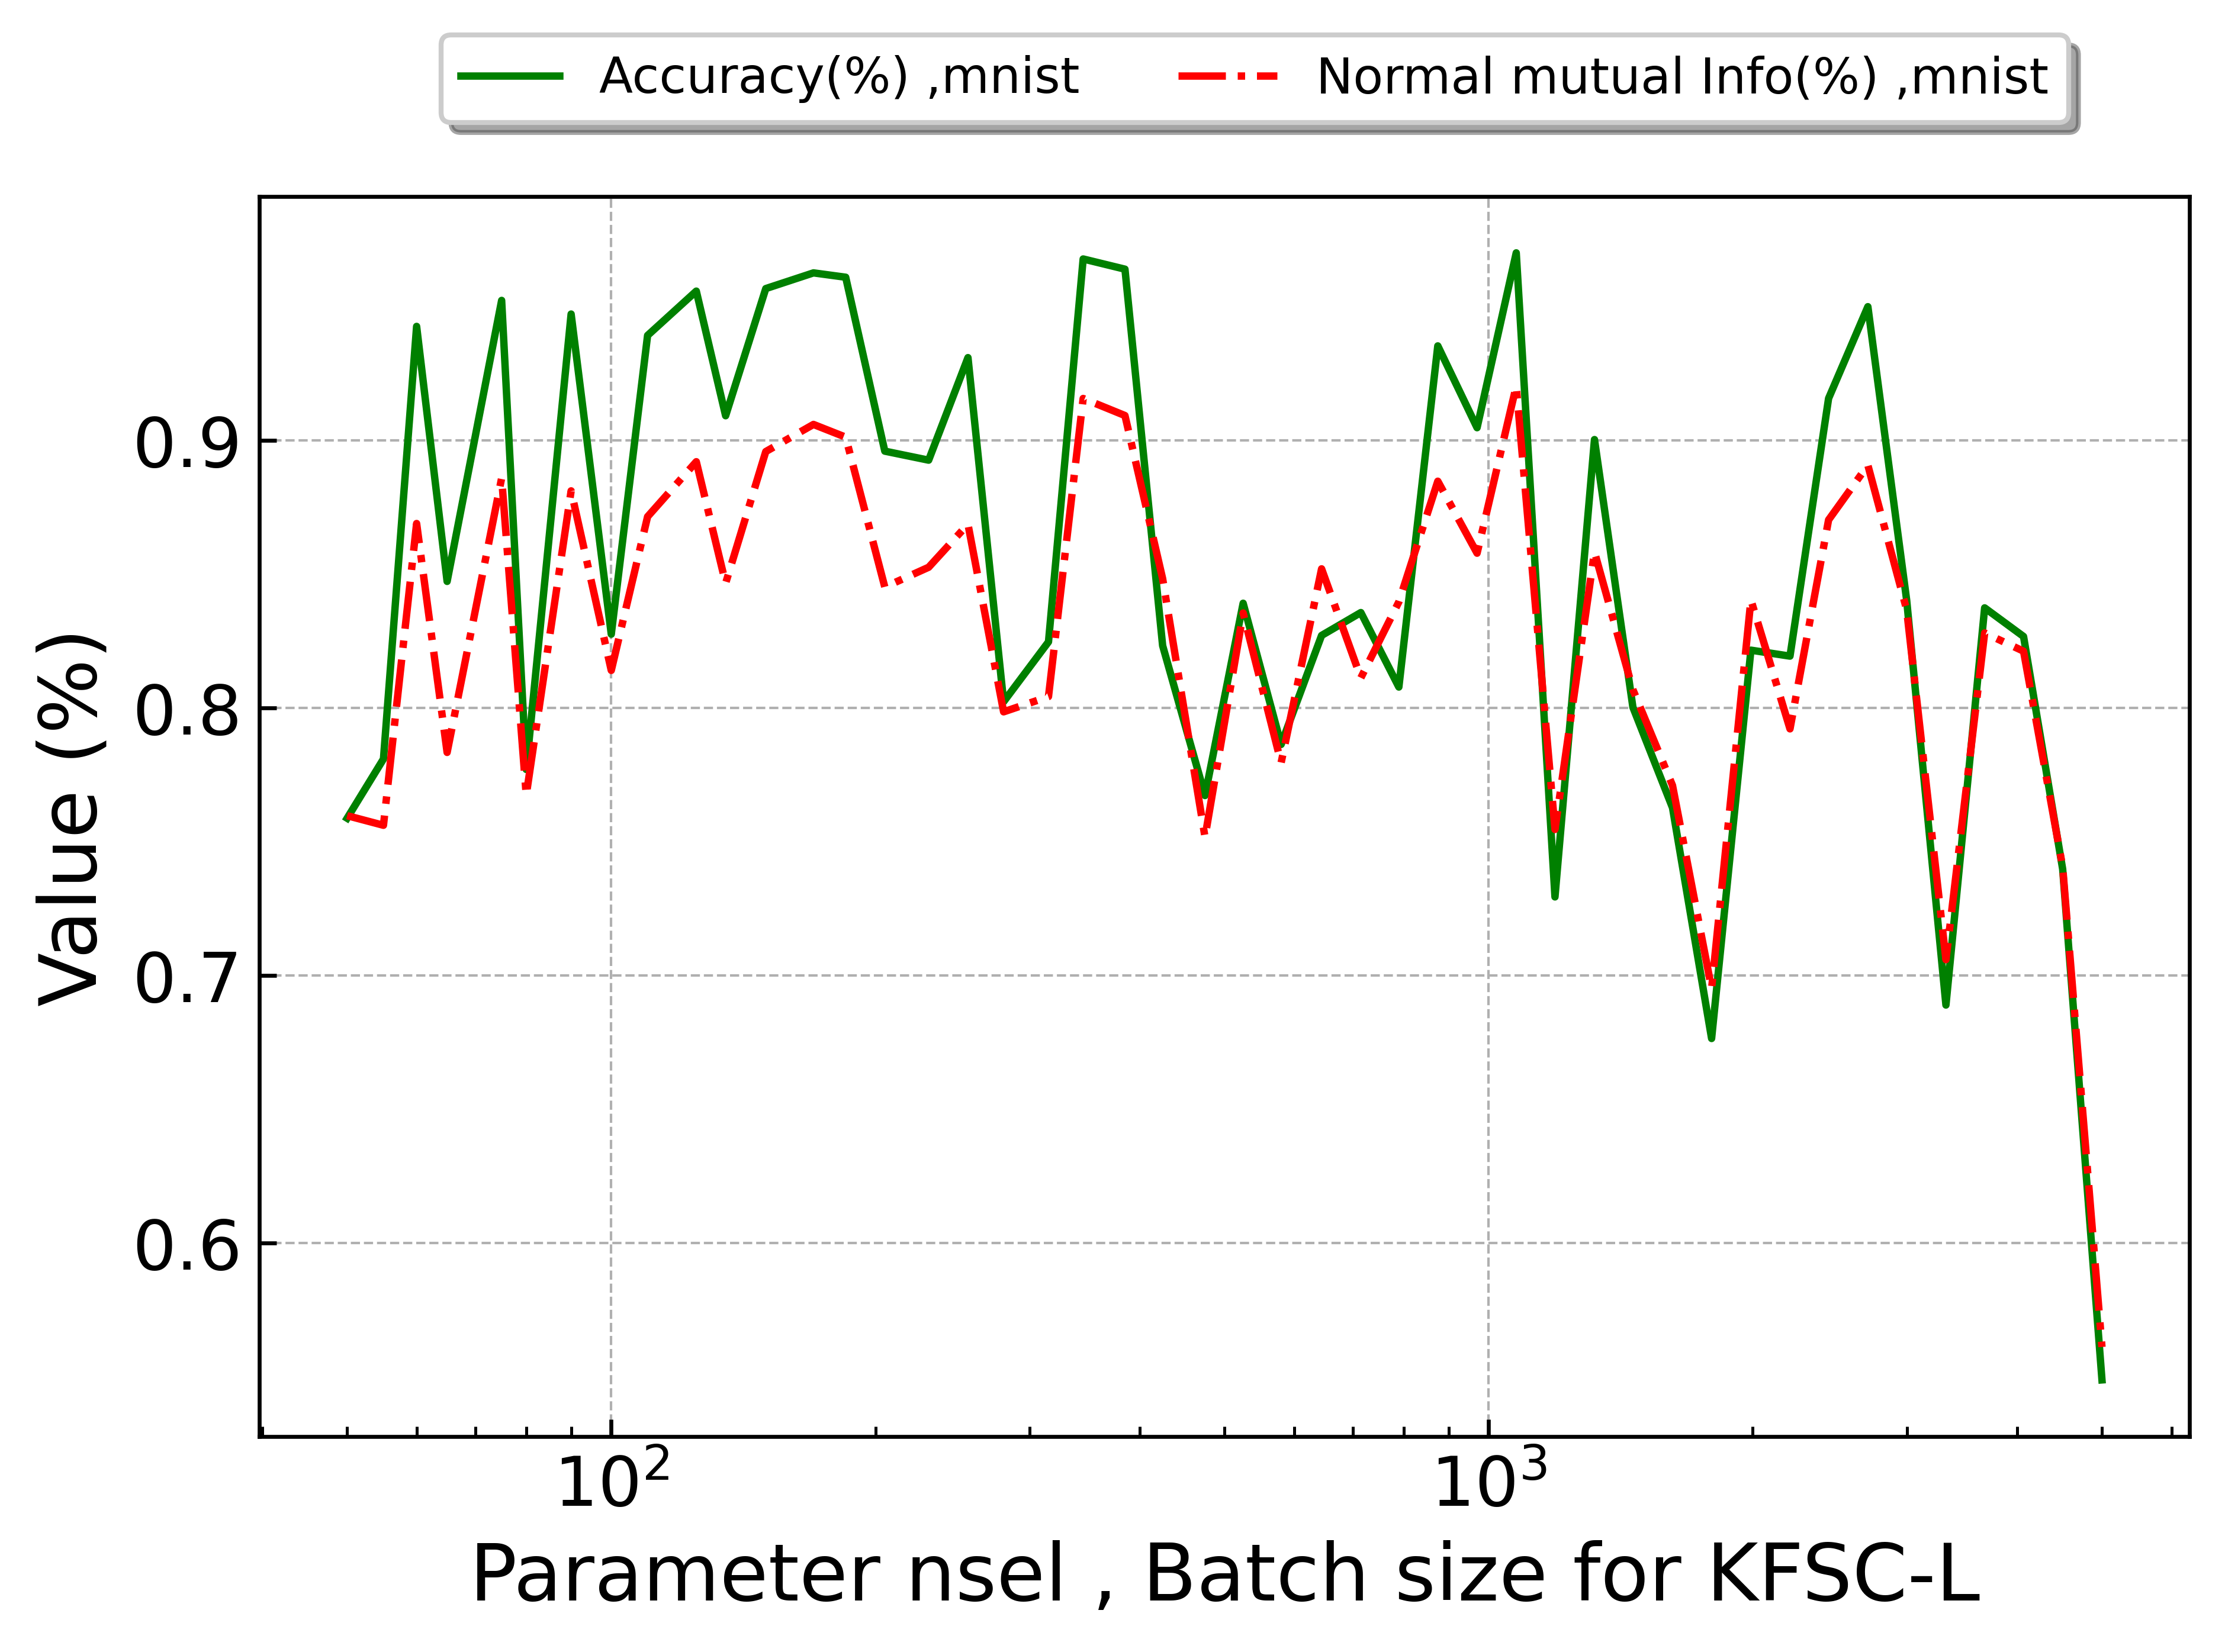 Accuracy(%) ,mnist
Normal mutual Info(%) ,mnist
Value (%)
0.9
0.8
0.7
0.6
10²
10³
Parameter nsel , Batch size for KFSC-L